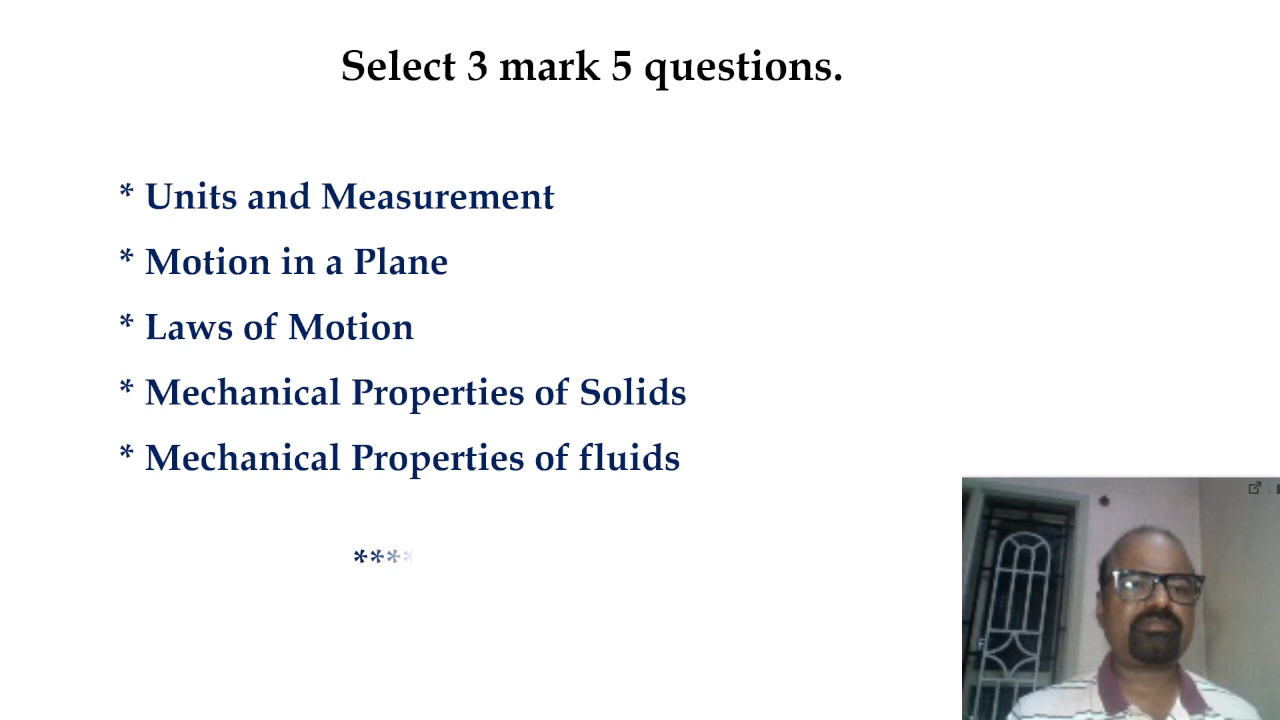 Select 3 mark 5 questions.
* Units and Measurement
* Motion in a Plane
* Laws of Motion
* Mechanical Properties of Solids
* Mechanical Properties of fluids
****